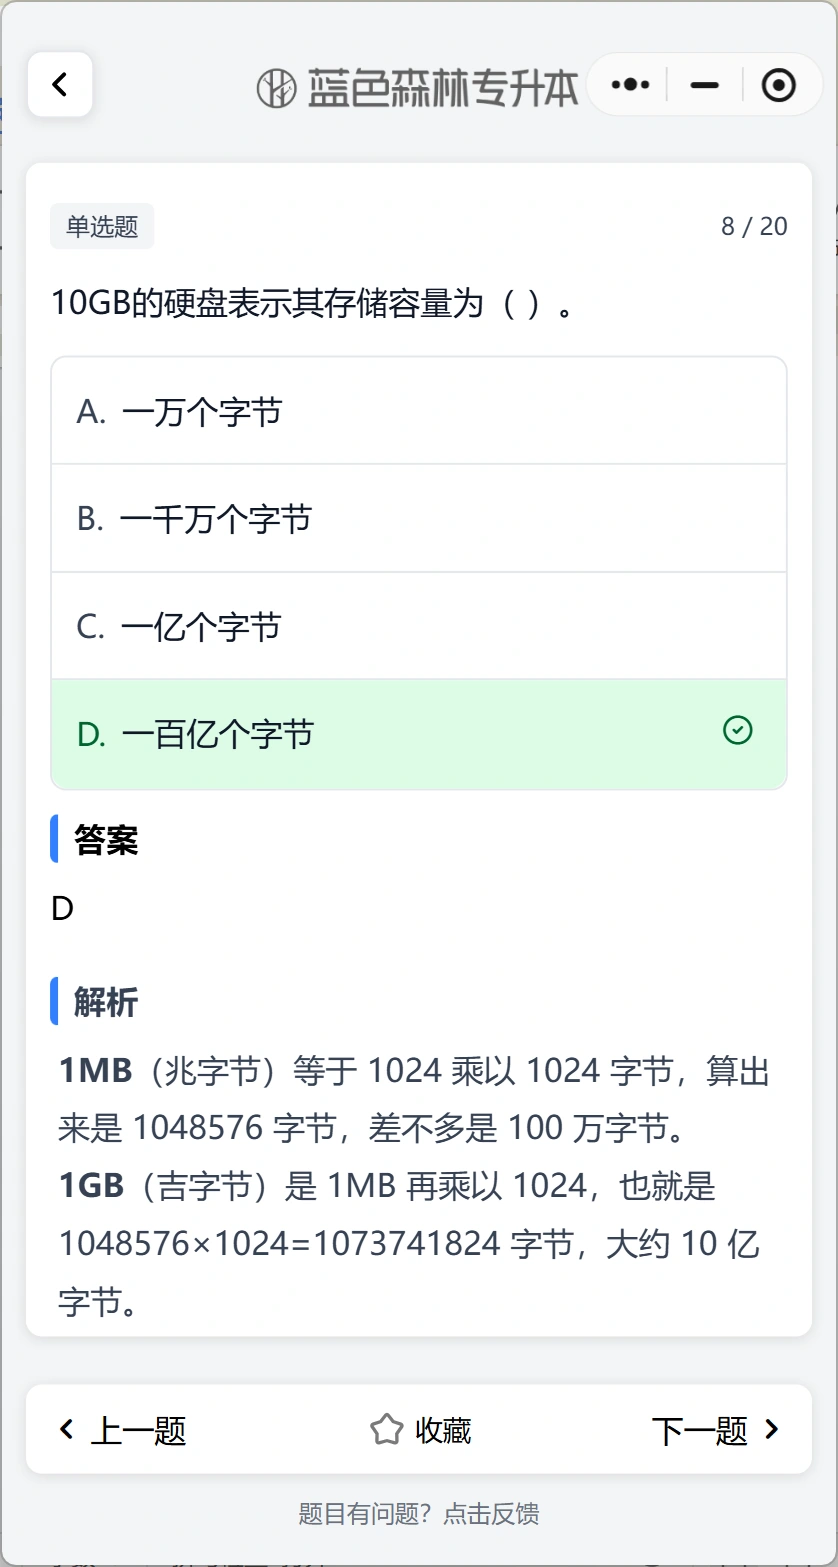 蓝色森林专升本
单选题
8 / 20
10GB的硬盘表示其存储容量为（ ）。
A. 一万个字节
B. 一千万个字节
C. 一亿个字节
D. 一百亿个字节
答案
D
解析
1MB（兆字节）等于 1024 乘以 1024 字节，算出
来是 1048576 字节，差不多是 100 万字节。
1GB（吉字节）是 1MB 再乘以 1024，也就是
1048576×1024=1073741824 字节，大约 10 亿
字节。
上一题
收藏
下一题
题目有问题？点击反馈